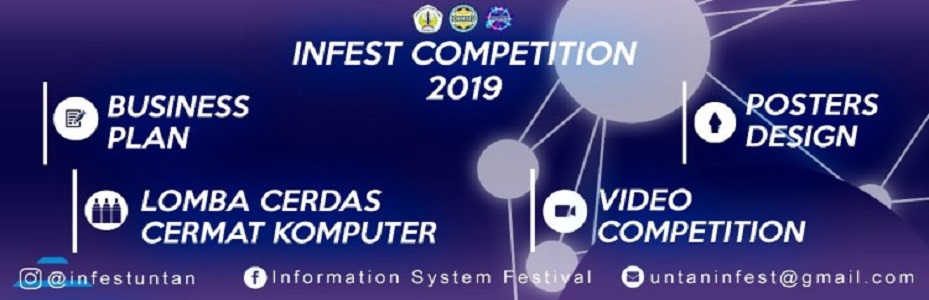 INFEST COMPETITION
2019
BUSINESS
PLAN
POSTERS
DESIGN
LOMBA CERDAS
CERMAT KOMPUTER
VIDEO
COMPETITION
@infestuntan
Information System Festival
untaninfest@gmail.com